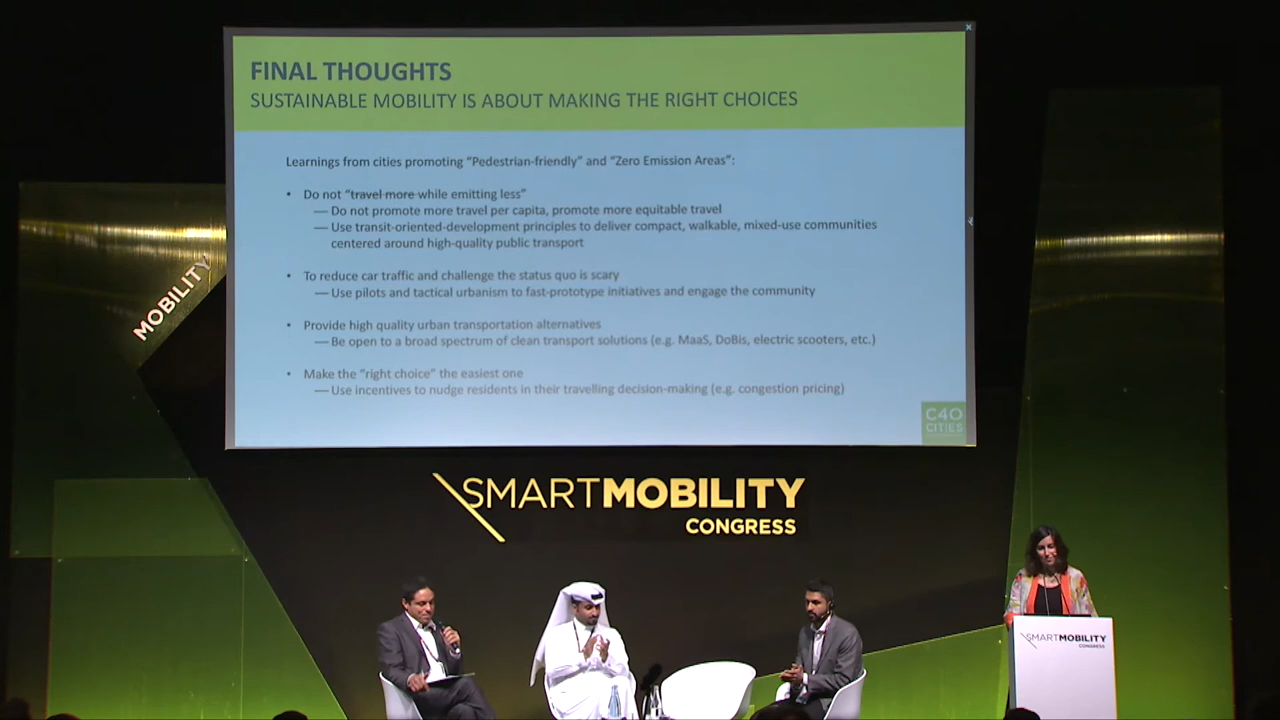 FINAL THOUGHTS
SUSTAINABLE MOBILITY IS ABOUT MAKING THE RIGHT CHOICES
Learnings from cities promoting “Pedestrian-friendly” and “Zero Emission Areas”:
• Do not “travel more while emitting less”
— Do not promote more travel per capita, promote more equitable travel
— Use transit-oriented-development principles to deliver compact, walkable, mixed-use communities
centered around high-quality public transport
• To reduce car traffic and challenge the status quo is scary
— Use pilots and tactical urbanism to fast-prototype initiatives and engage the community
• Provide high quality urban transportation alternatives
— Be open to a broad spectrum of clean transport solutions (e.g. MaaS, DoBis, electric scooters, etc.)
• Make the “right choice” the easiest one
— Use incentives to nudge residents in their travelling decision-making (e.g. congestion pricing)
C40
CITIES
MOBILITY
SMARTMOBILITY
CONGRESS
SMARTMOBILITY
CONGRESS